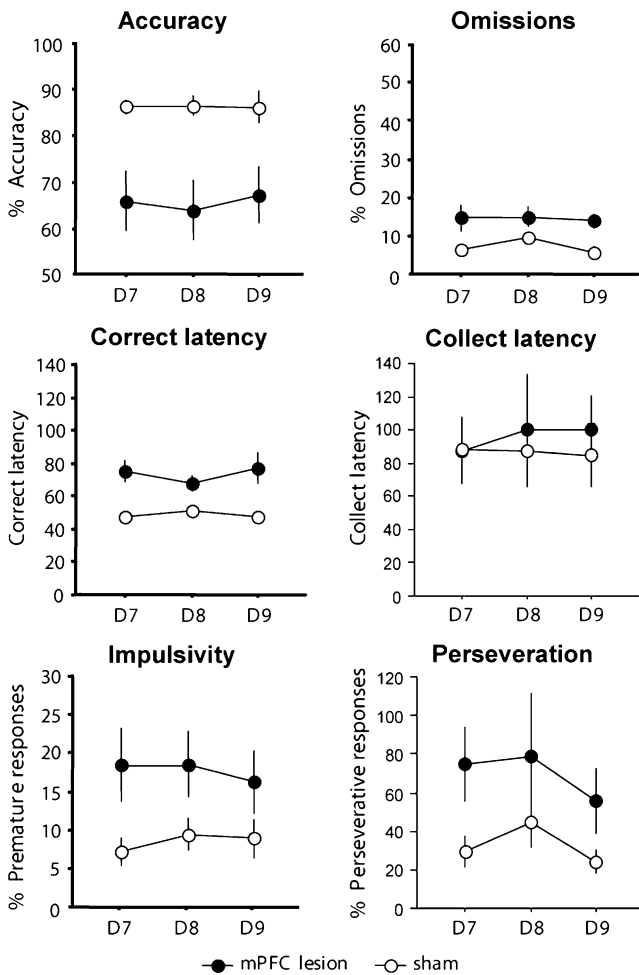 Accuracy
% Accuracy
100
90
80
70
60
50
D7 D8 D9
Omissions
% Omissions
60
50
40
30
20
10
0
D7 D8 D9
Correct latency
Correct latency
140
120
100
80
60
40
20
0
D7 D8 D9
Collect latency
Collect latency
140
120
100
80
60
40
20
0
D7 D8 D9
Impulsivity
% Premature responses
30
25
20
15
10
5
0
D7 D8 D9
Perseveration
% Perseverative responses
120
100
80
60
40
20
0
D7 D8 D9
mPFC lesion sham